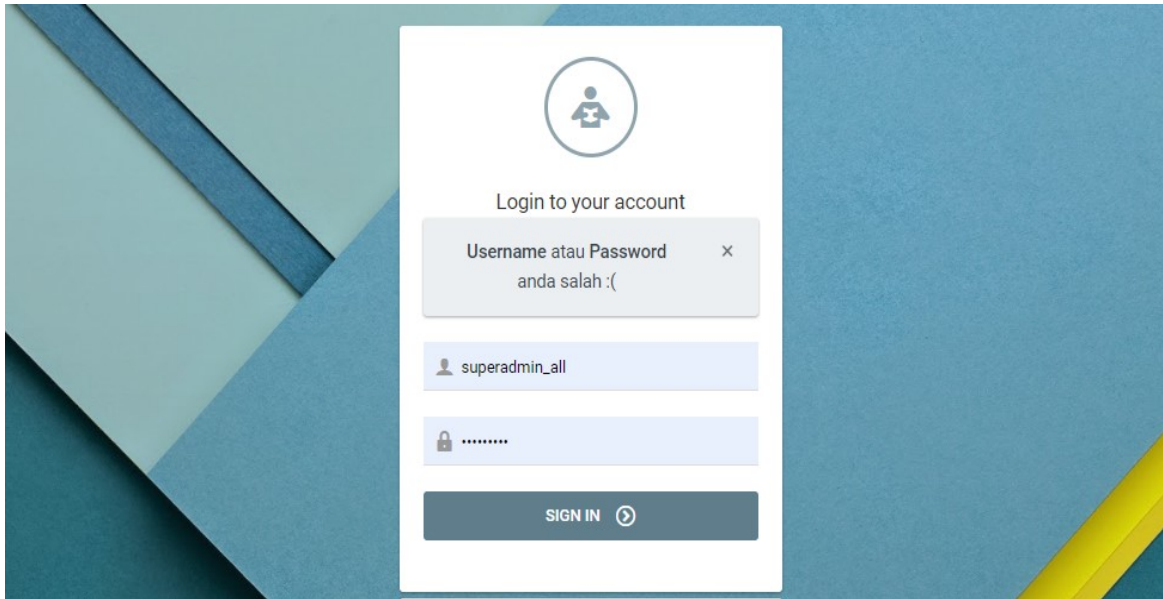 Login to your account
Username atau Password ×
anda salah :(
superadmin_all
•••••••••
SIGN IN